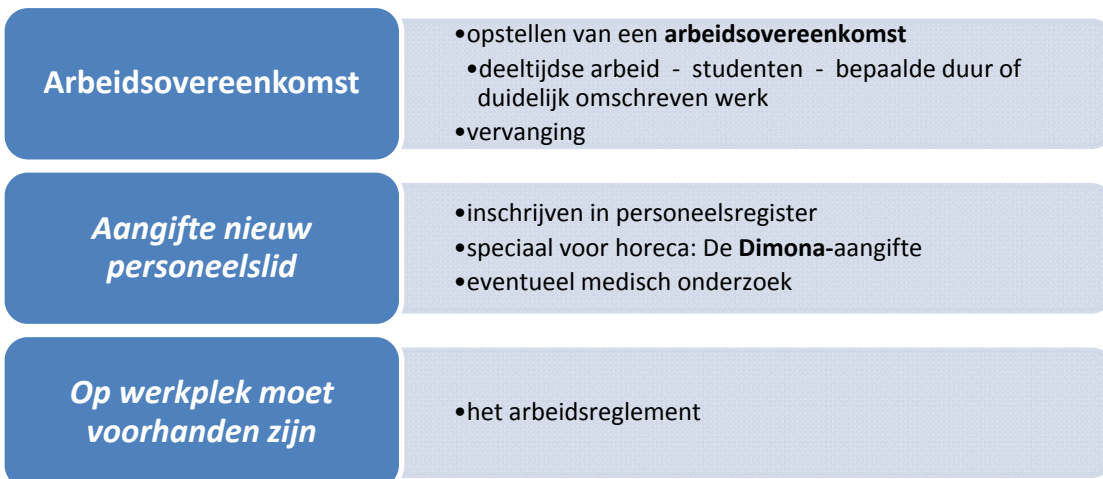 Arbeidsovereenkomst
•opstellen van een arbeidsovereenkomst
•deeltijdse arbeid - studenten - bepaalde duur of
duidelijk omschreven werk
•vervanging
Aangifte nieuw
personeelslid
•inschrijven in personeelsregister
•speciaal voor horeca: De Dimona-aangifte
•eventueel medisch onderzoek
Op werkplek moet
voorhanden zijn
•het arbeidsreglement